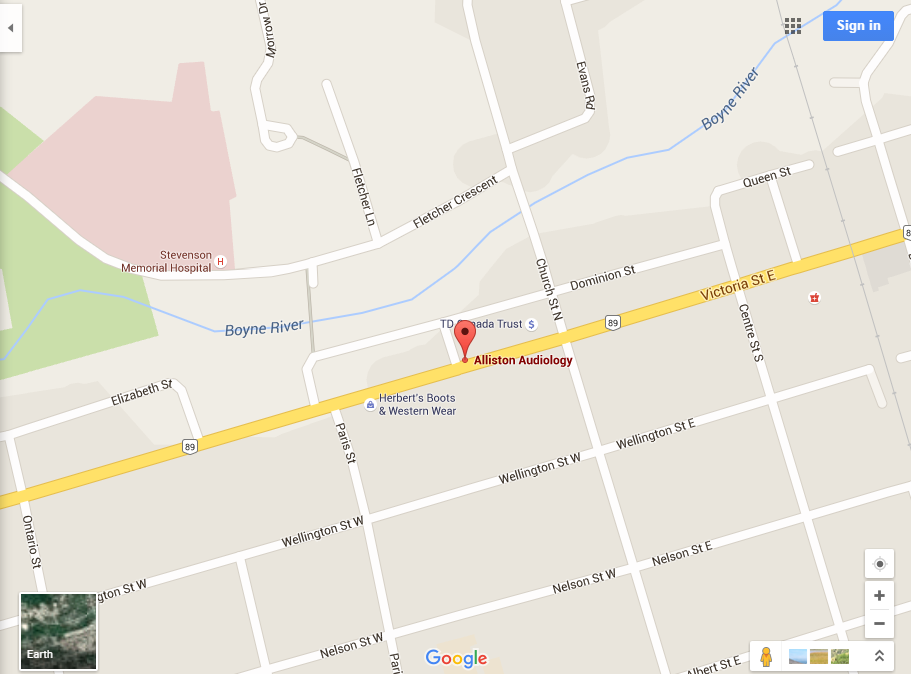 Sign in
Morrow Dr
Evans Rd
Boyne River
Queen St
Fletcher Ln
Fletcher Crescent
Stevenson
Memorial Hospital
H
Church St N
Dominion St
Victoria St E
Boyne River
TD Canada Trust
$
89
Centre St S
Alliston Audiology
Elizabeth St
Herbert's Boots
& Western Wear
89
Paris St
Wellington St E
Wellington St W
Wellington St W
Ontario St
Nelson St E
Nelson St W
Nelson St W
Earth
Google
Albert St E
+
−